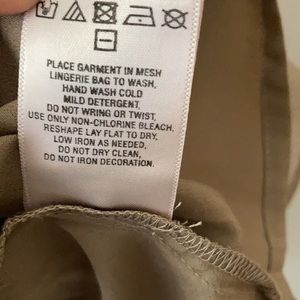 PLACE GARMENT IN MESH
LINGERIE BAG TO WASH,
HAND WASH COLD
MILD DETERGENT,
DO NOT WRING OR TWIST,
USE ONLY NON-CHLORINE BLEACH.
RESHAPE LAY FLAT TO DRY,
LOW IRON AS NEEDED,
DO NOT DRY CLEAN,
DO NOT IRON DECORATION.